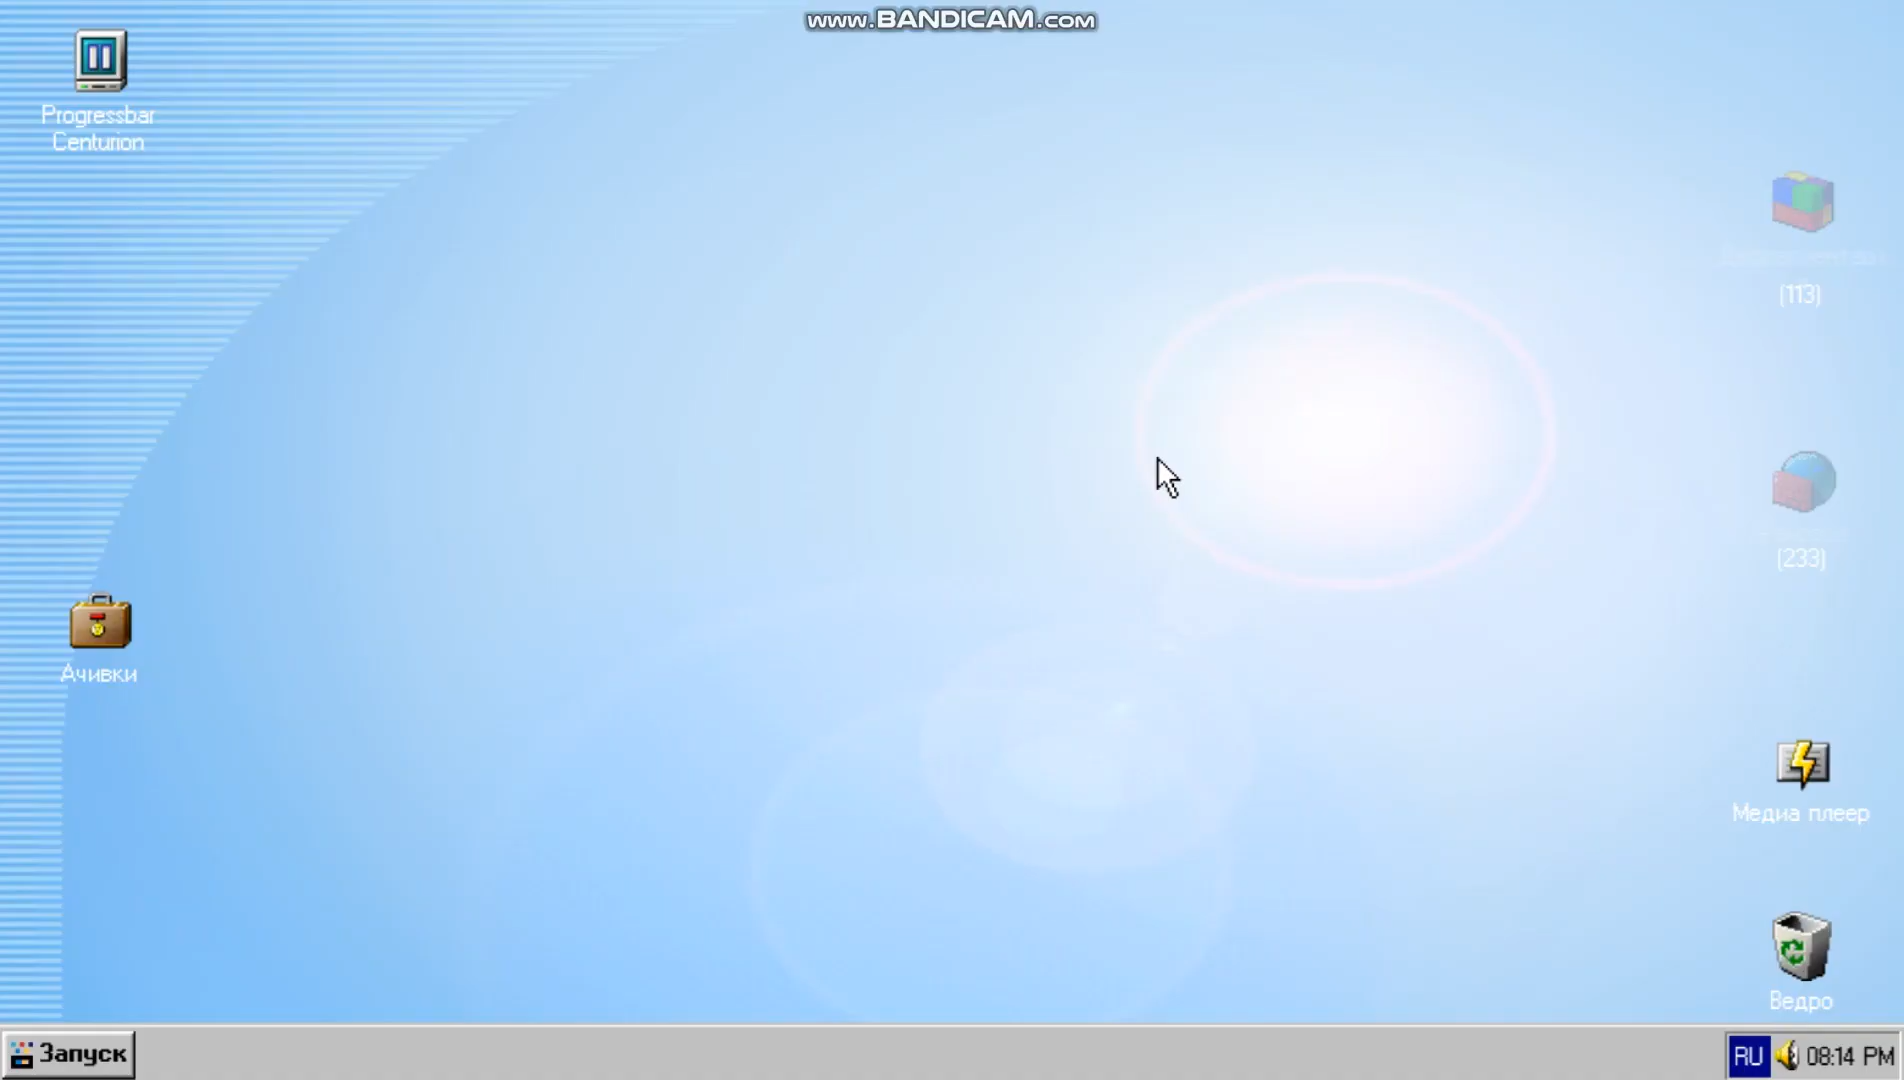 www.BANDICAM.com
Progressbar
Centurion
(113)
(233)
Ачивки
Медиа плеер
Ведро
Запуск
RU 08:14 PM